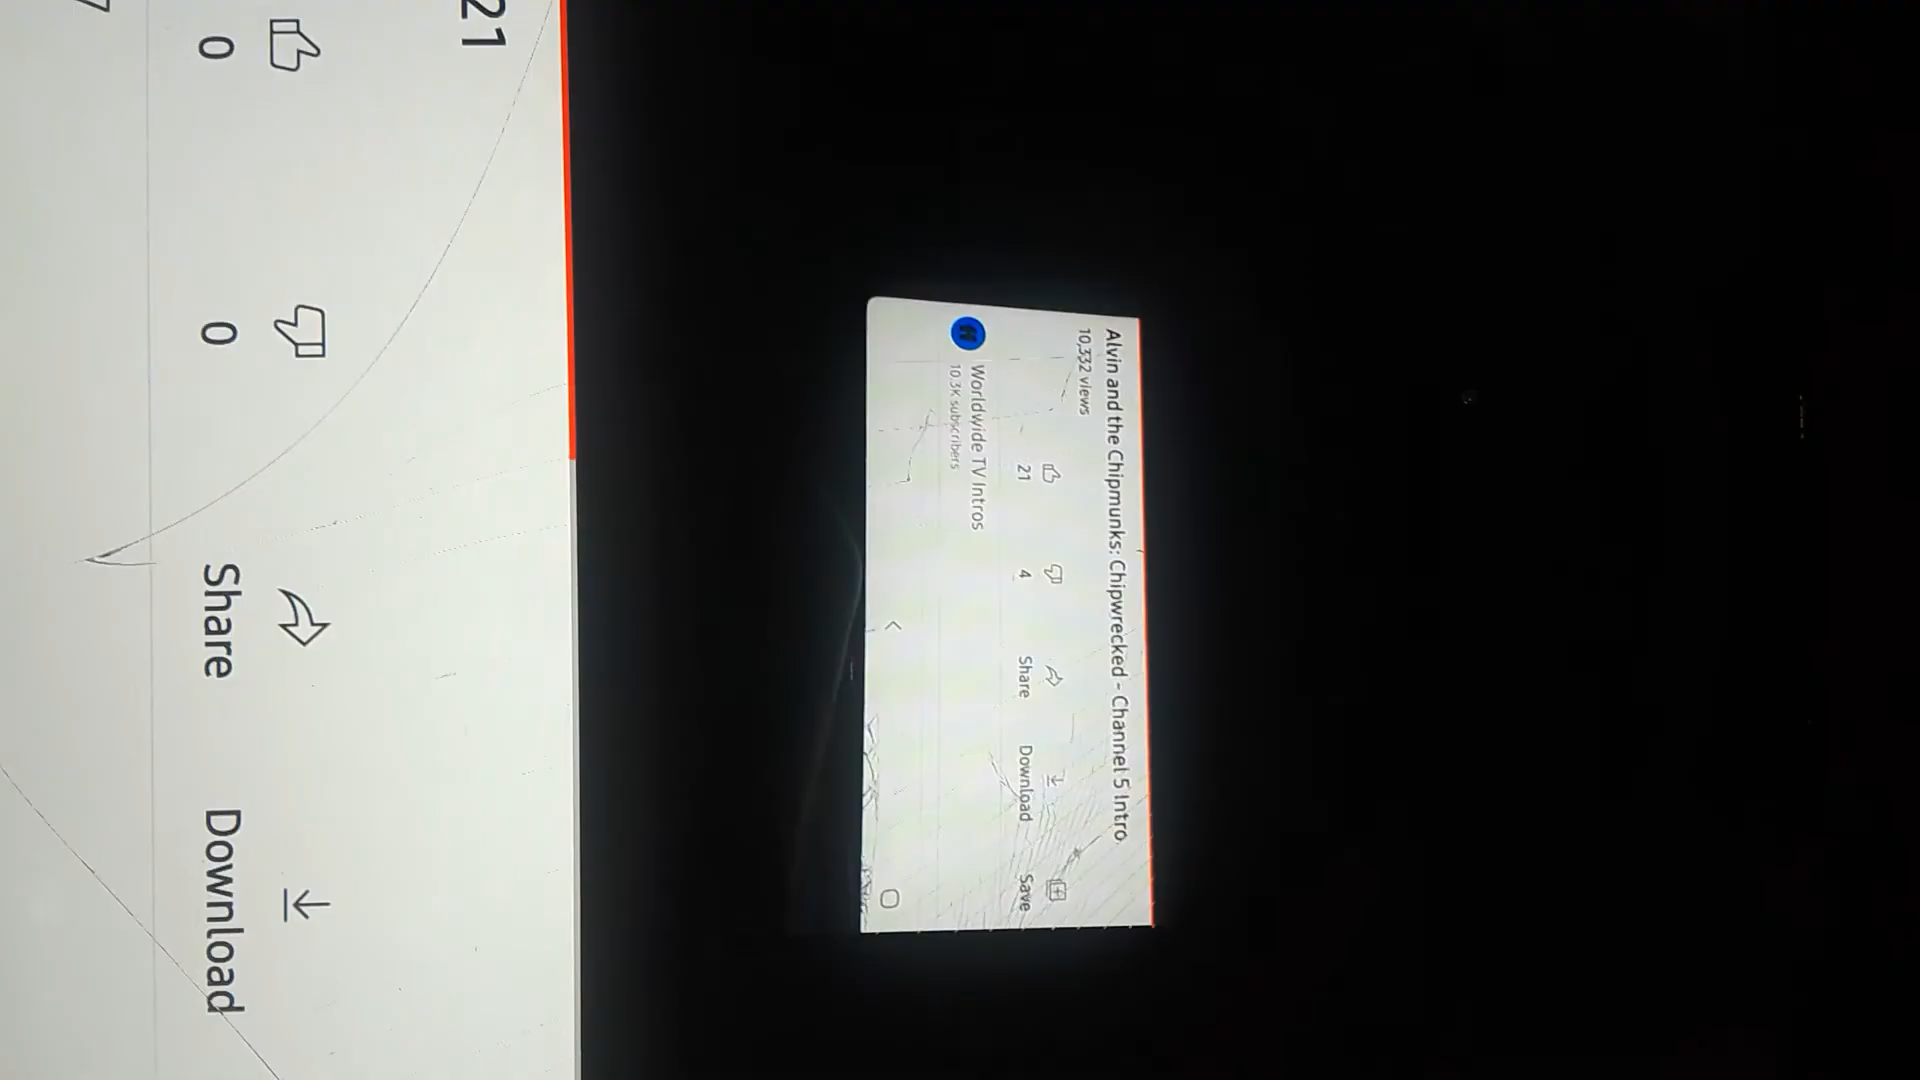 21
0
0
Share
Download
7
Alvin and the Chipmunks: Chipwrecked - Channel 5 Intro
10,332 views
21
4
Share
Download
Save
Worldwide TV Intros
10.3K subscribers